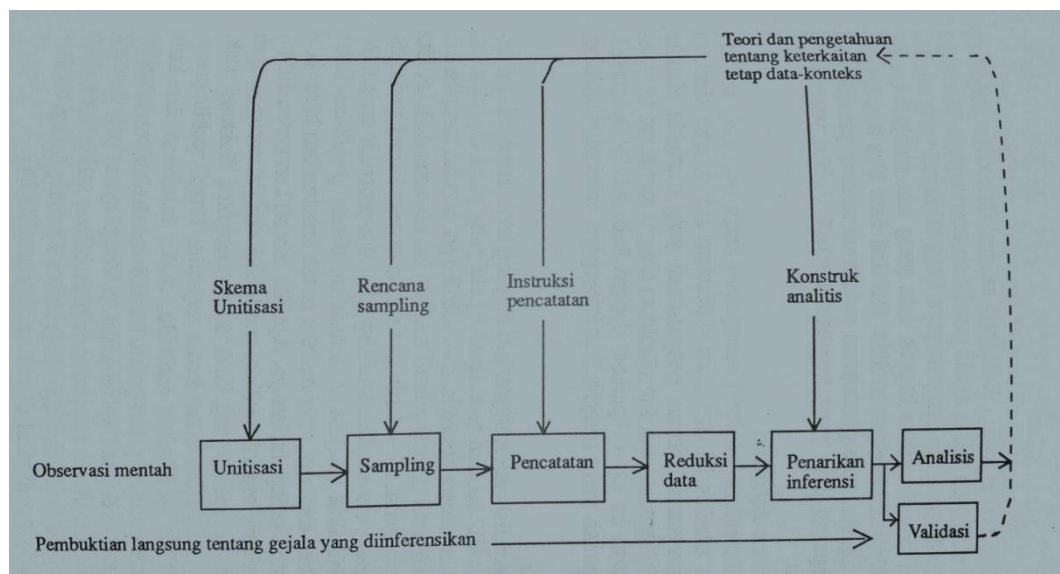 Teori dan pengetahuan
tentang keterkaitan
tetap data-konteks
Skema
Unitisasi
Rencana
sampling
Instruksi
pencatatan
Konstruk
analitis
Observasi mentah
Unitisasi
Sampling
Pencatatan
Reduksi
data
Penarikan
inferensi
Analisis
Validasi
Pembuktian langsung tentang gejala yang diinferensikan